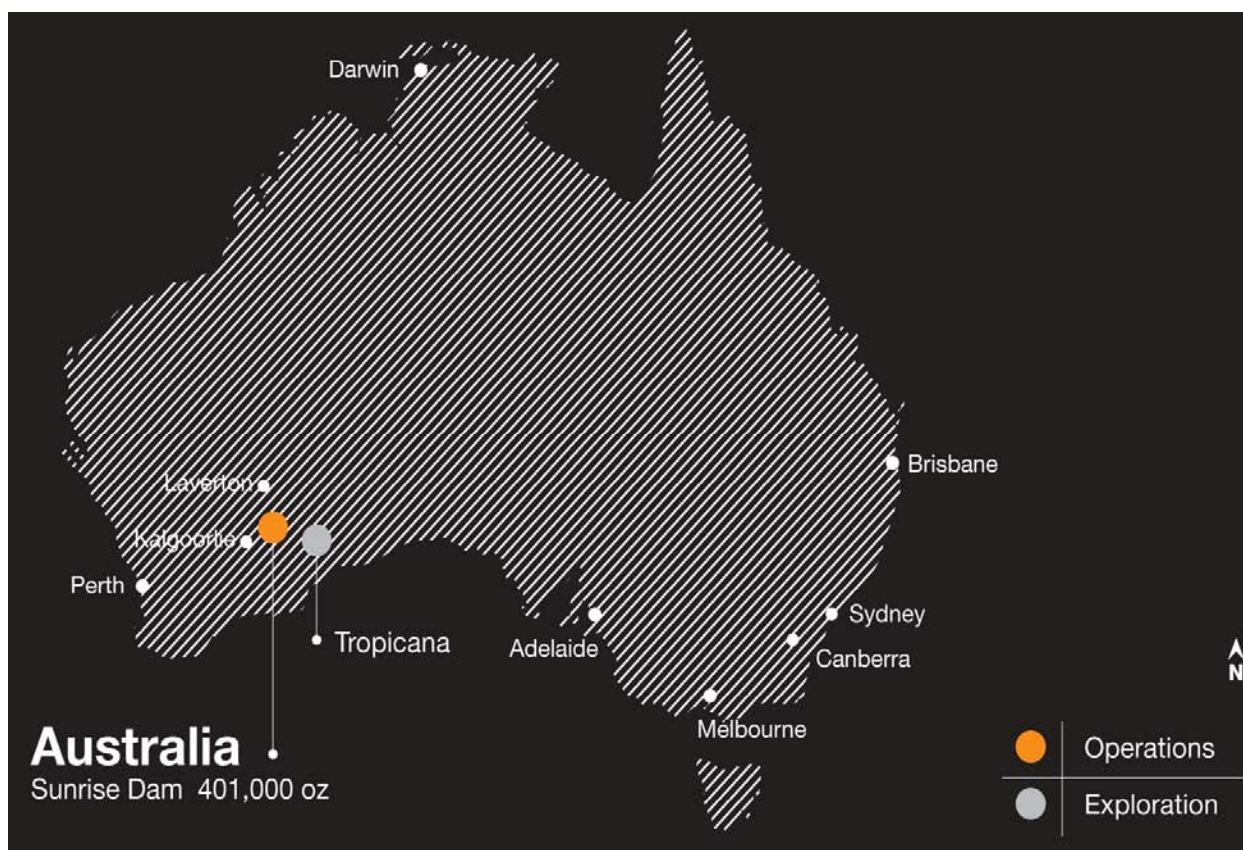 Darwin
Brisbane
Laverton
Kalgoorlie
Perth
Sydney
Tropicana
Adelaide
Canberra
N
Melbourne
Australia
Operations
Sunrise Dam 401,000 oz
Exploration